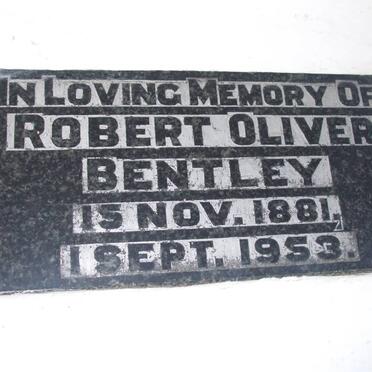 IN LOVING MEMORY OF
ROBERT OLIVER
BENTLEY
15 NOV. 1881,
1 SEPT. 1953.